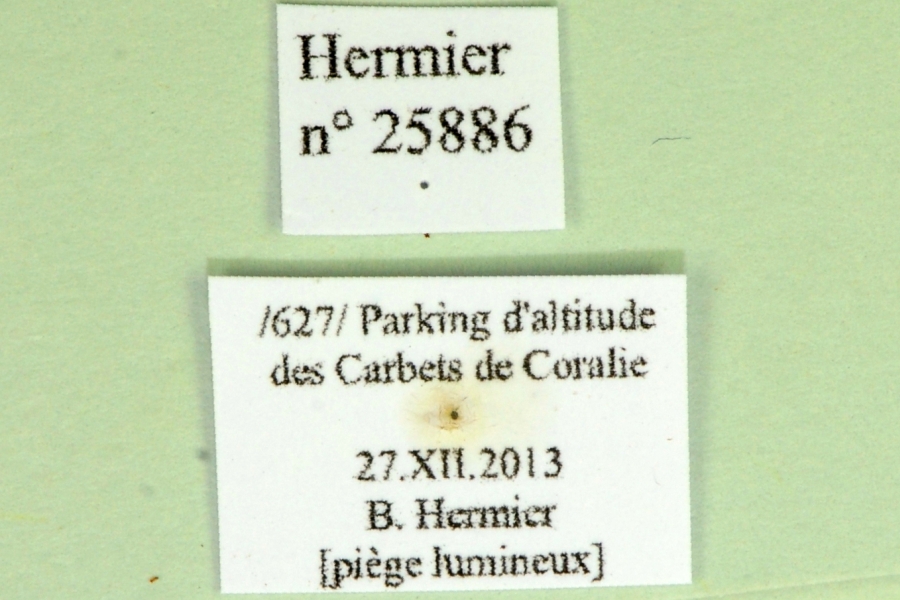 Hermier
n° 25886
/627/ Parking d'altitude
des Carbets de Coralie
27.XII.2013
B. Hermier
[piège lumineux]